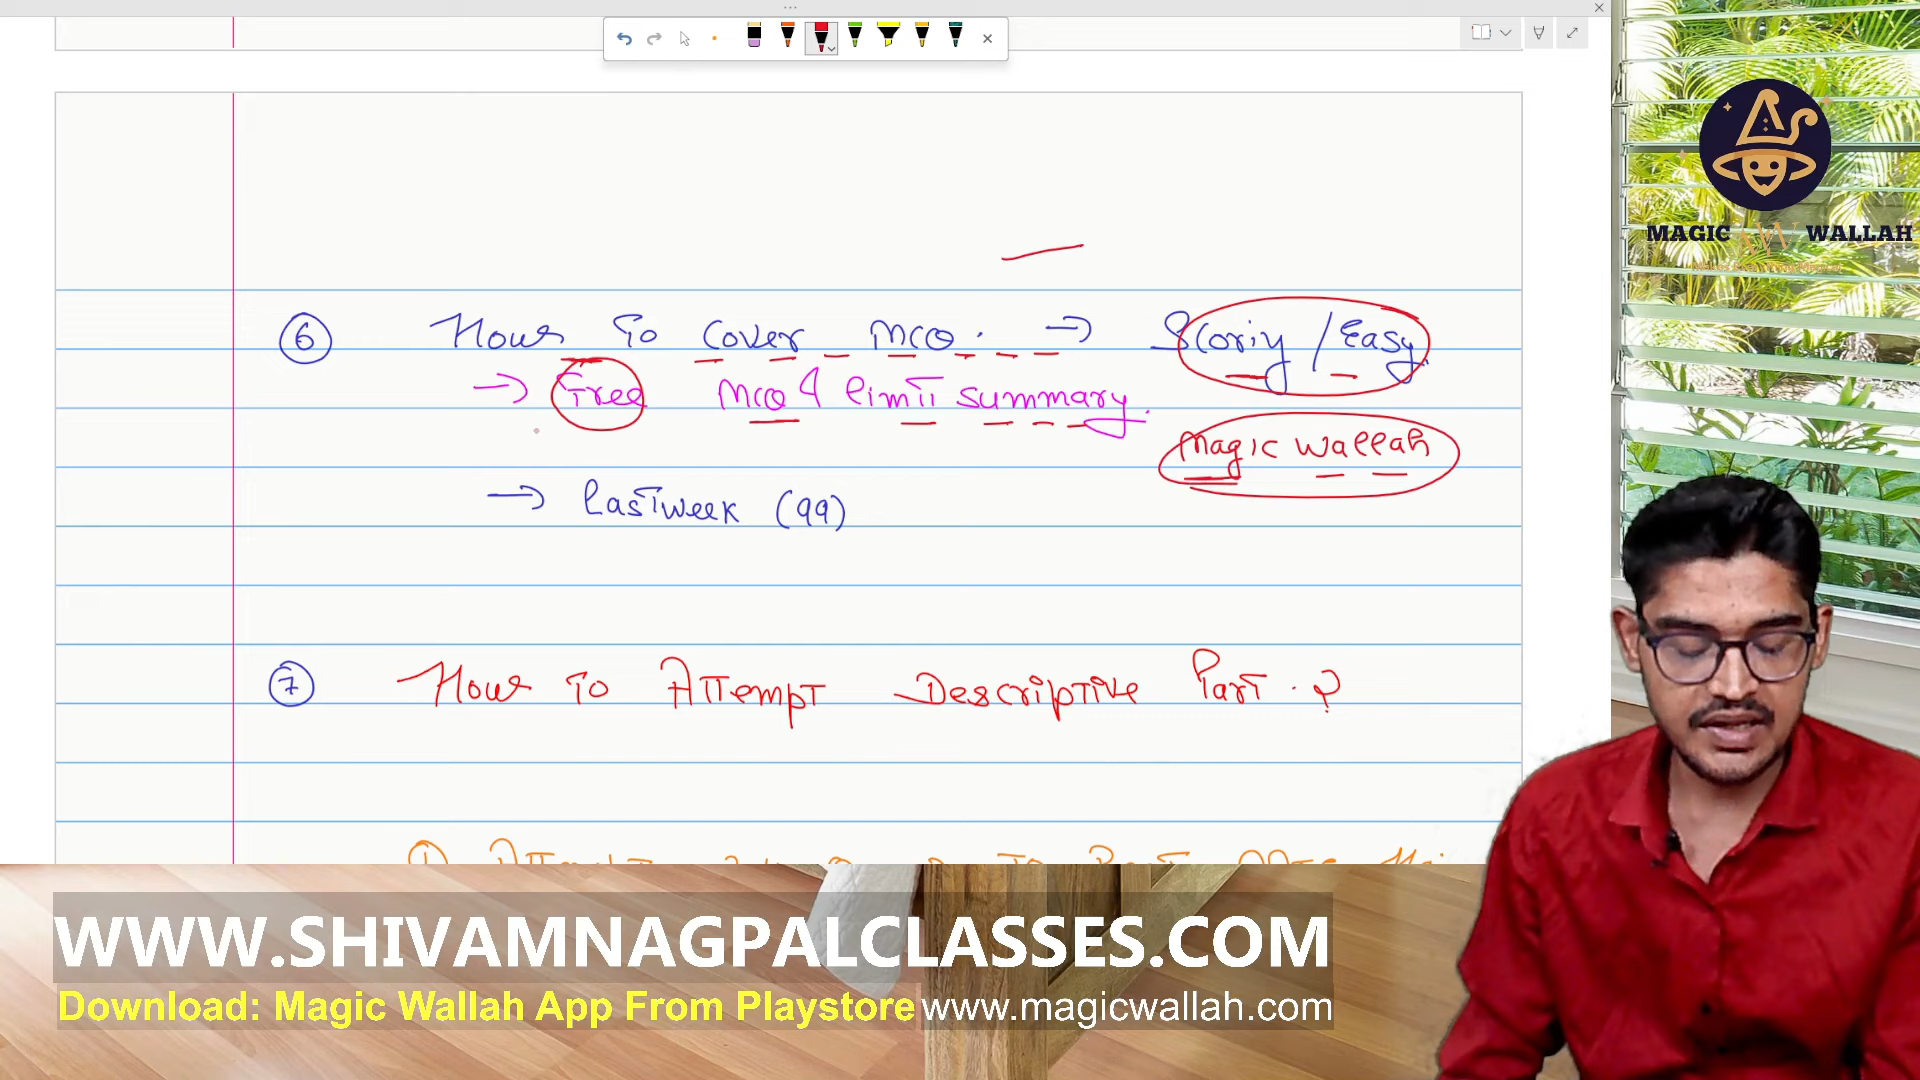 6 How To Cover MCQ. → Scoring / Easy.
→ Free MCQ & limit summary.
Magic Wallah
→ Last week (99)
7 How To Attempt Descriptive Part. ?
MAGIC WALLAH
WWW.SHIVAMNAGPALCLASSES.COM
Download: Magic Wallah App From Playstore www.magicwallah.com